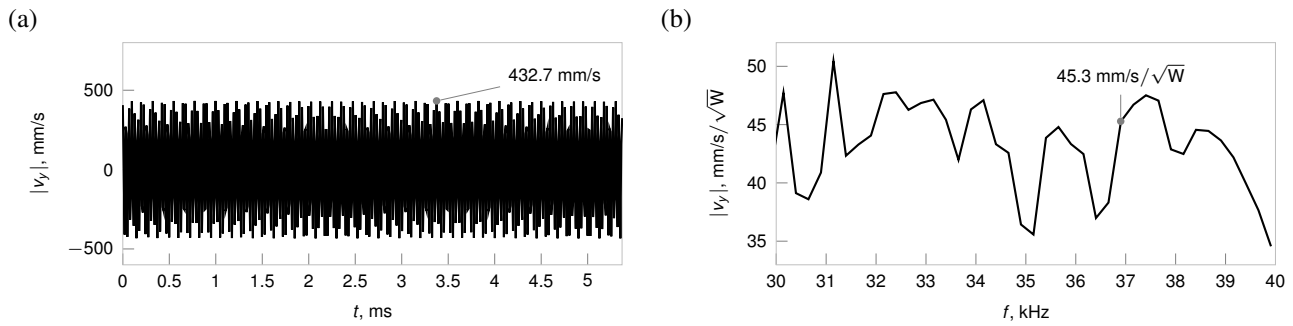 (a)
432.7 mm/s
500
0
−500
|v_y|, mm/s
0 0.5 1 1.5 2 2.5 3 3.5 4 4.5 5
t, ms
(b)
45.3 mm/s/√W
50
45
40
35
|v_y|, mm/s/√W
30 31 32 33 34 35 36 37 38 39 40
f, kHz